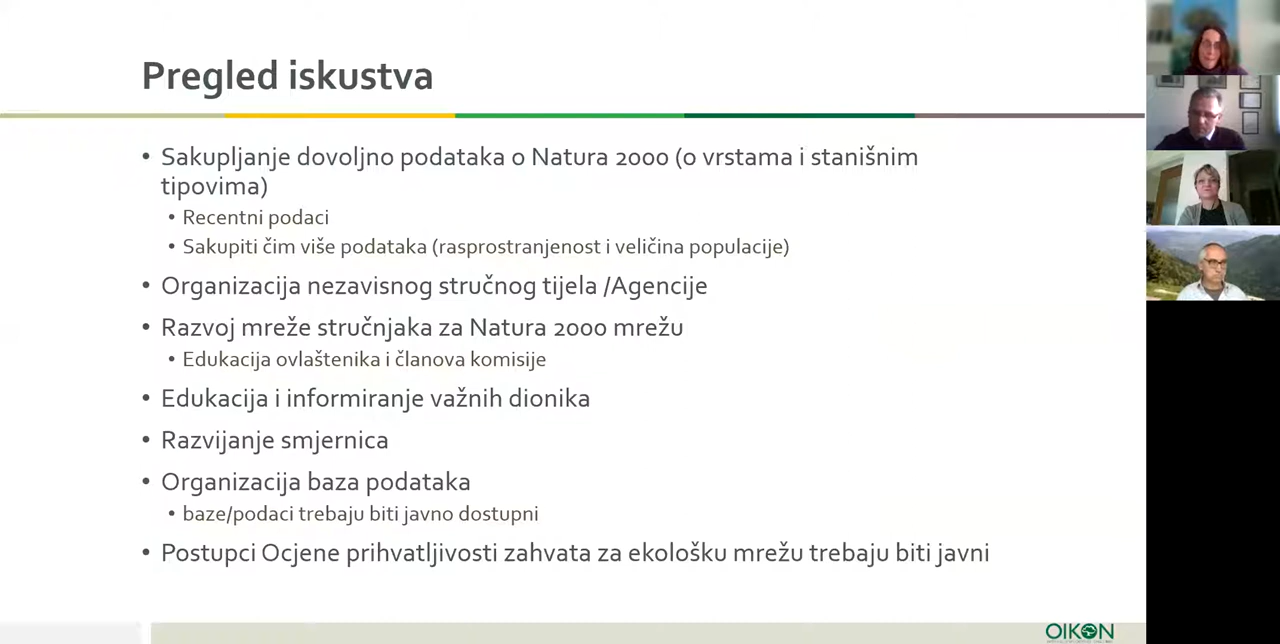 Pregled iskustva
• Sakupljanje dovoljno podataka o Natura 2000 (o vrstama i stanišnim
tipovima)
• Recentni podaci
• Sakupiti čim više podataka (rasprostranjenost i veličina populacije)
• Organizacija nezavisnog stručnog tijela /Agencije
• Razvoj mreže stručnjaka za Natura 2000 mrežu
• Edukacija ovlaštenika i članova komisije
• Edukacija i informiranje važnih dionika
• Razvijanje smjernica
• Organizacija baza podataka
• baze/podaci trebaju biti javno dostupni
• Postupci Ocjene prihvatljivosti zahvata za ekološku mrežu trebaju biti javni
OIKON